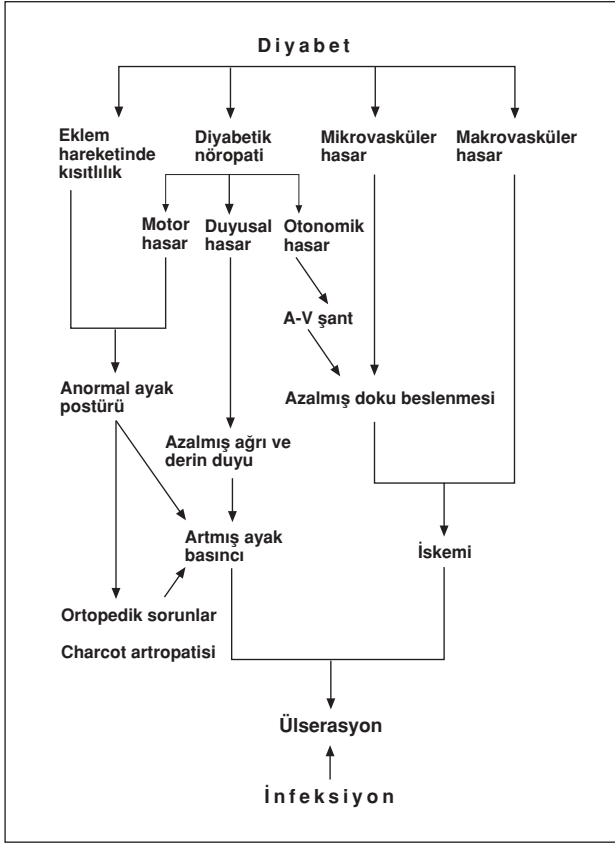 Diyabet
Eklem
hareketinde
kısıtlılık
Diyabetik
nöropati
Mikrovasküler
hasar
Makrovasküler
hasar
Motor
hasar
Duyusal
hasar
Otonomik
hasar
A-V şant
Anormal ayak
postürü
Azalmış doku beslenmesi
Azalmış ağrı ve
derin duyu
Artmış ayak
basıncı
İskemi
Ortopedik sorunlar
Charcot artropatisi
Ülserasyon
İnfeksiyon